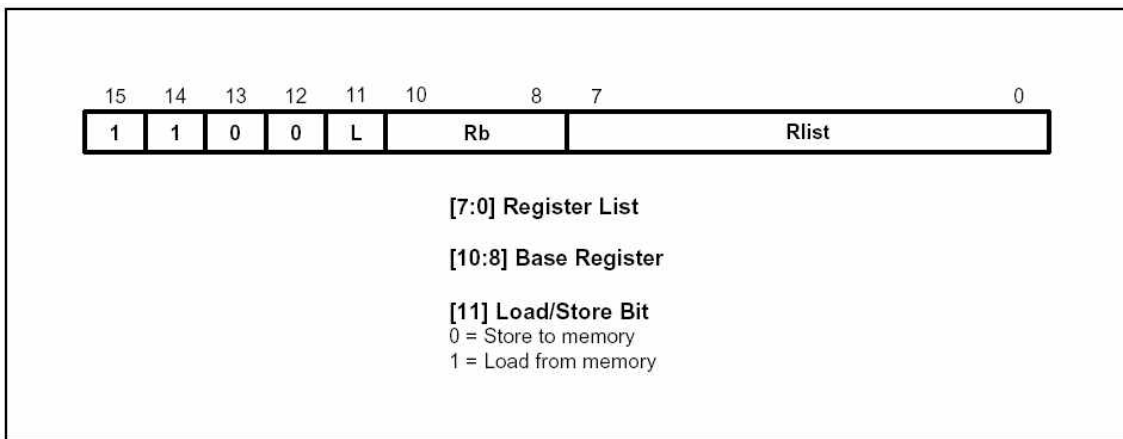 15 14 13 12 11 10 8 7 0
1 1 0 0 L Rb Rlist
[7:0] Register List
[10:8] Base Register
[11] Load/Store Bit
0 = Store to memory
1 = Load from memory